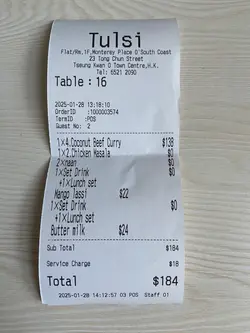 Tulsi
Flat/Rm.1F,Monterey Place O'South Coast
23 Tong Chun Street
Tseung Kwan O Town Centre,H.K.
Tel: 6521 2090
Table : 16
2025-01-28 13:18:10
OrderID :1000003574
TermID :POS
Guest No.: 2
1×4.Coconut Beef Curry $138
1×2.Chicken Masala $0
2×naan $0
1×Set Drink $0
+1×Lunch set
Mango lassi $22
1×Set Drink $0
+1×Lunch set
Butter milk $24
Sub Total $184
Service Charge $18
Total $184
2025-01-28 14:12:57 03 POS Staff 01